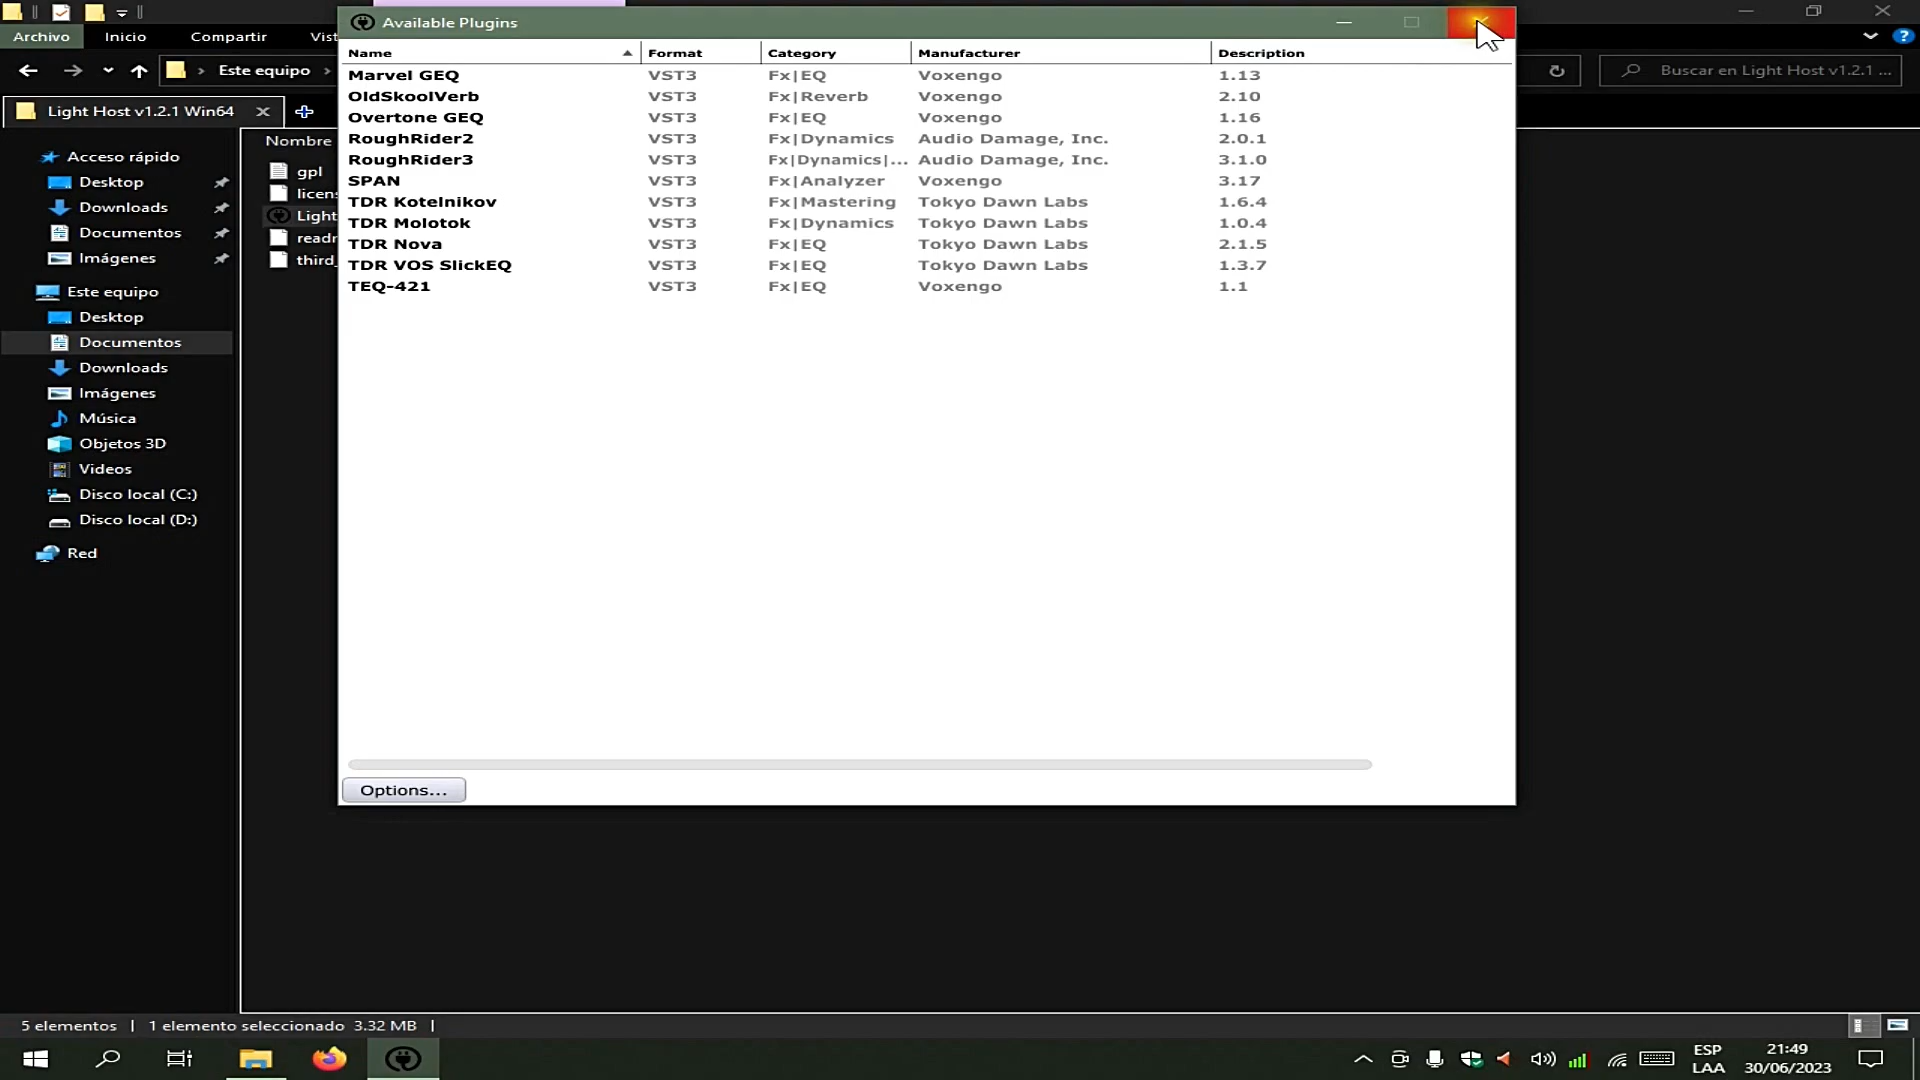 Available Plugins
Archivo Inicio Compartir Vist
Este equipo
Buscar en Light Host v1.2.1 ...
Light Host v1.2.1 Win64
Name Format Category Manufacturer Description
Marvel GEQ VST3 Fx|EQ Voxengo 1.13
OldSkoolVerb VST3 Fx|Reverb Voxengo 2.10
Overtone GEQ VST3 Fx|EQ Voxengo 1.16
RoughRider2 VST3 Fx|Dynamics Audio Damage, Inc. 2.0.1
RoughRider3 VST3 Fx|Dynamics|... Audio Damage, Inc. 3.1.0
SPAN VST3 Fx|Analyzer Voxengo 3.17
TDR Kotelnikov VST3 Fx|Mastering Tokyo Dawn Labs 1.6.4
TDR Molotok VST3 Fx|Dynamics Tokyo Dawn Labs 1.0.4
TDR Nova VST3 Fx|EQ Tokyo Dawn Labs 2.1.5
TDR VOS SlickEQ VST3 Fx|EQ Tokyo Dawn Labs 1.3.7
TEQ-421 VST3 Fx|EQ Voxengo 1.1
Options...
Nombre
gpl
licens
Light
readm
third_
Acceso rápido
Desktop
Downloads
Documentos
Imágenes
Este equipo
Desktop
Documentos
Downloads
Imágenes
Música
Objetos 3D
Videos
Disco local (C:)
Disco local (D:)
Red
5 elementos | 1 elemento seleccionado 3.32 MB |
ESP
LAA
21:49
30/06/2023